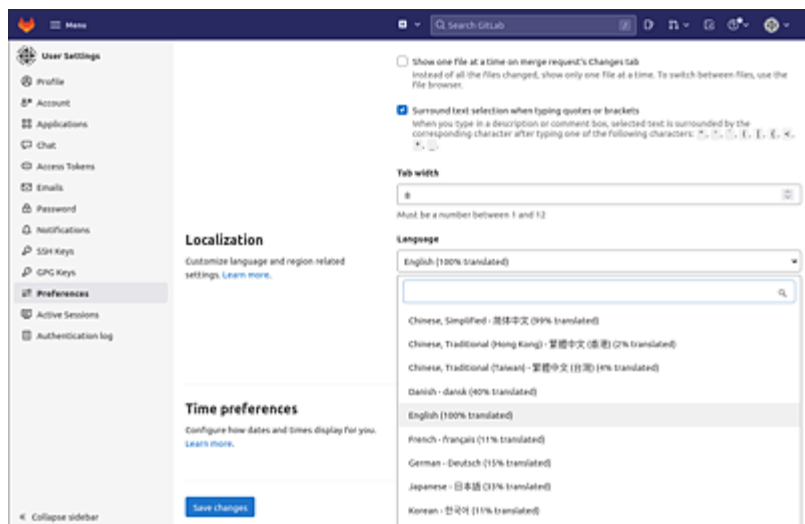 Menu
Search GitLab
User Settings
Profile
Account
Applications
Chat
Access Tokens
Emails
Password
Notifications
SSH Keys
GPG Keys
Preferences
Active Sessions
Authentication log
Collapse sidebar
Show one file at a time on merge request's Changes tab
Instead of all the files changed, show only one file at a time. To switch between files, use the
file browser.
Surround text selection when typing quotes or brackets
When you type in a description or comment box, selected text is surrounded by the
corresponding character after typing one of the following characters:
Tab width
8
Must be a number between 1 and 12
Localization
Customize language and region related
settings. Learn more.
Language
English (100% translated)
Chinese, Simplified - 简体中文 (99% translated)
Chinese, Traditional (Hong Kong) - 繁體中文 (香港) (2% translated)
Chinese, Traditional (Taiwan) - 繁體中文 (台灣) (4% translated)
Danish - dansk (40% translated)
English (100% translated)
French - français (11% translated)
German - Deutsch (15% translated)
Japanese - 日本語 (33% translated)
Korean - 한국어 (11% translated)
Time preferences
Configure how dates and times display for you.
Learn more.
Save changes